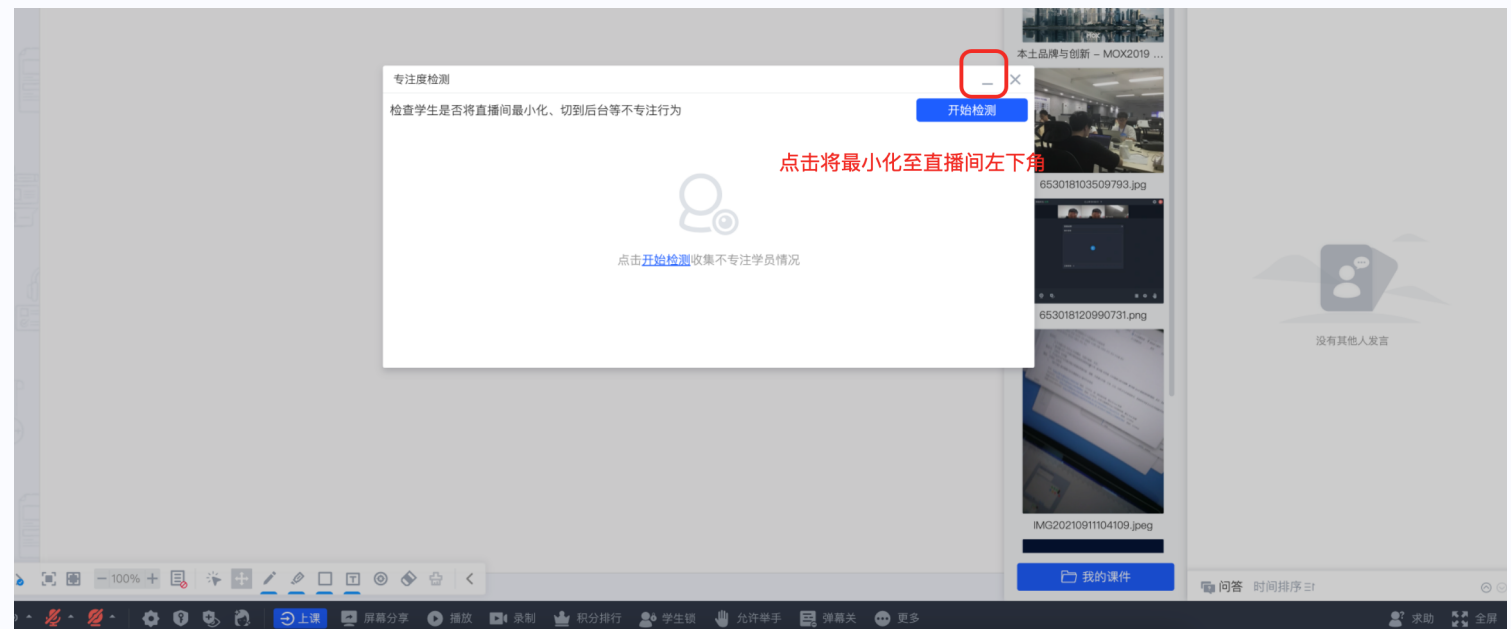 本土品牌与创新 – MOX2019 ...
专注度检测
检查学生是否将直播间最小化、切到后台等不专注行为
开始检测
点击将最小化至直播间左下角
653018103509793.jpg
点击开始检测收集不专注学员情况
653018120990731.png
没有其他人发言
IMG20210911104109.jpeg
100%
我的课件
问答 时间排序
上课 屏幕分享 播放 录制 积分排行 学生锁 允许举手 弹幕关 更多 求助 全屏